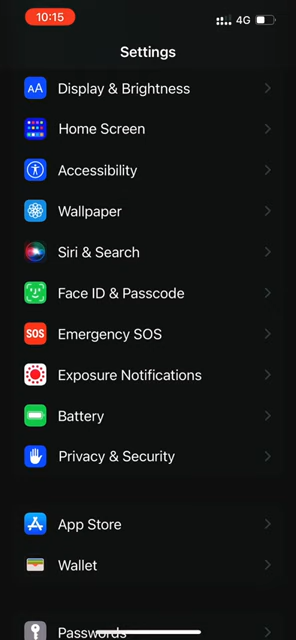 10:15
4G
Settings
AA
Display & Brightness
Home Screen
Accessibility
Wallpaper
Siri & Search
Face ID & Passcode
SOS
Emergency SOS
Exposure Notifications
Battery
Privacy & Security
App Store
Wallet
Passwords